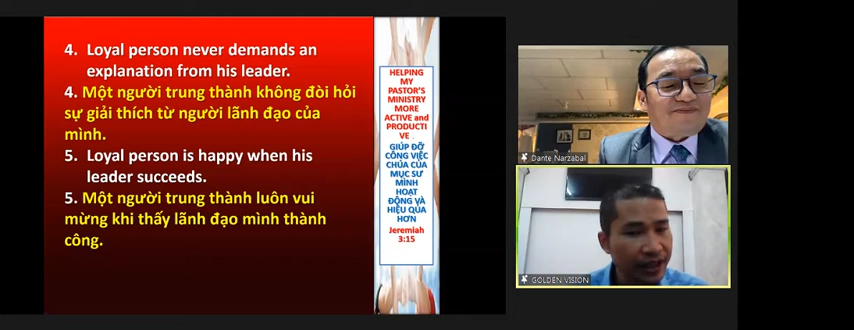 4. Loyal person never demands an
explanation from his leader.
4. Một người trung thành không đòi hỏi
sự giải thích từ người lãnh đạo của
mình.
5. Loyal person is happy when his
leader succeeds.
5. Một người trung thành luôn vui
mừng khi thấy lãnh đạo mình thành
công.
HELPING
MY
PASTOR'S
MINISTRY
MORE
ACTIVE and
PRODUCTI
VE .
GIÚP ĐỠ
CÔNG VIỆC
CHÚA CỦA
MỤC SƯ
MÌNH
HOẠT
ĐỘNG VÀ
HIỆU QUẢ
HƠN
Jeremiah
3:15
Dante Narzabal
GOLDEN VISION